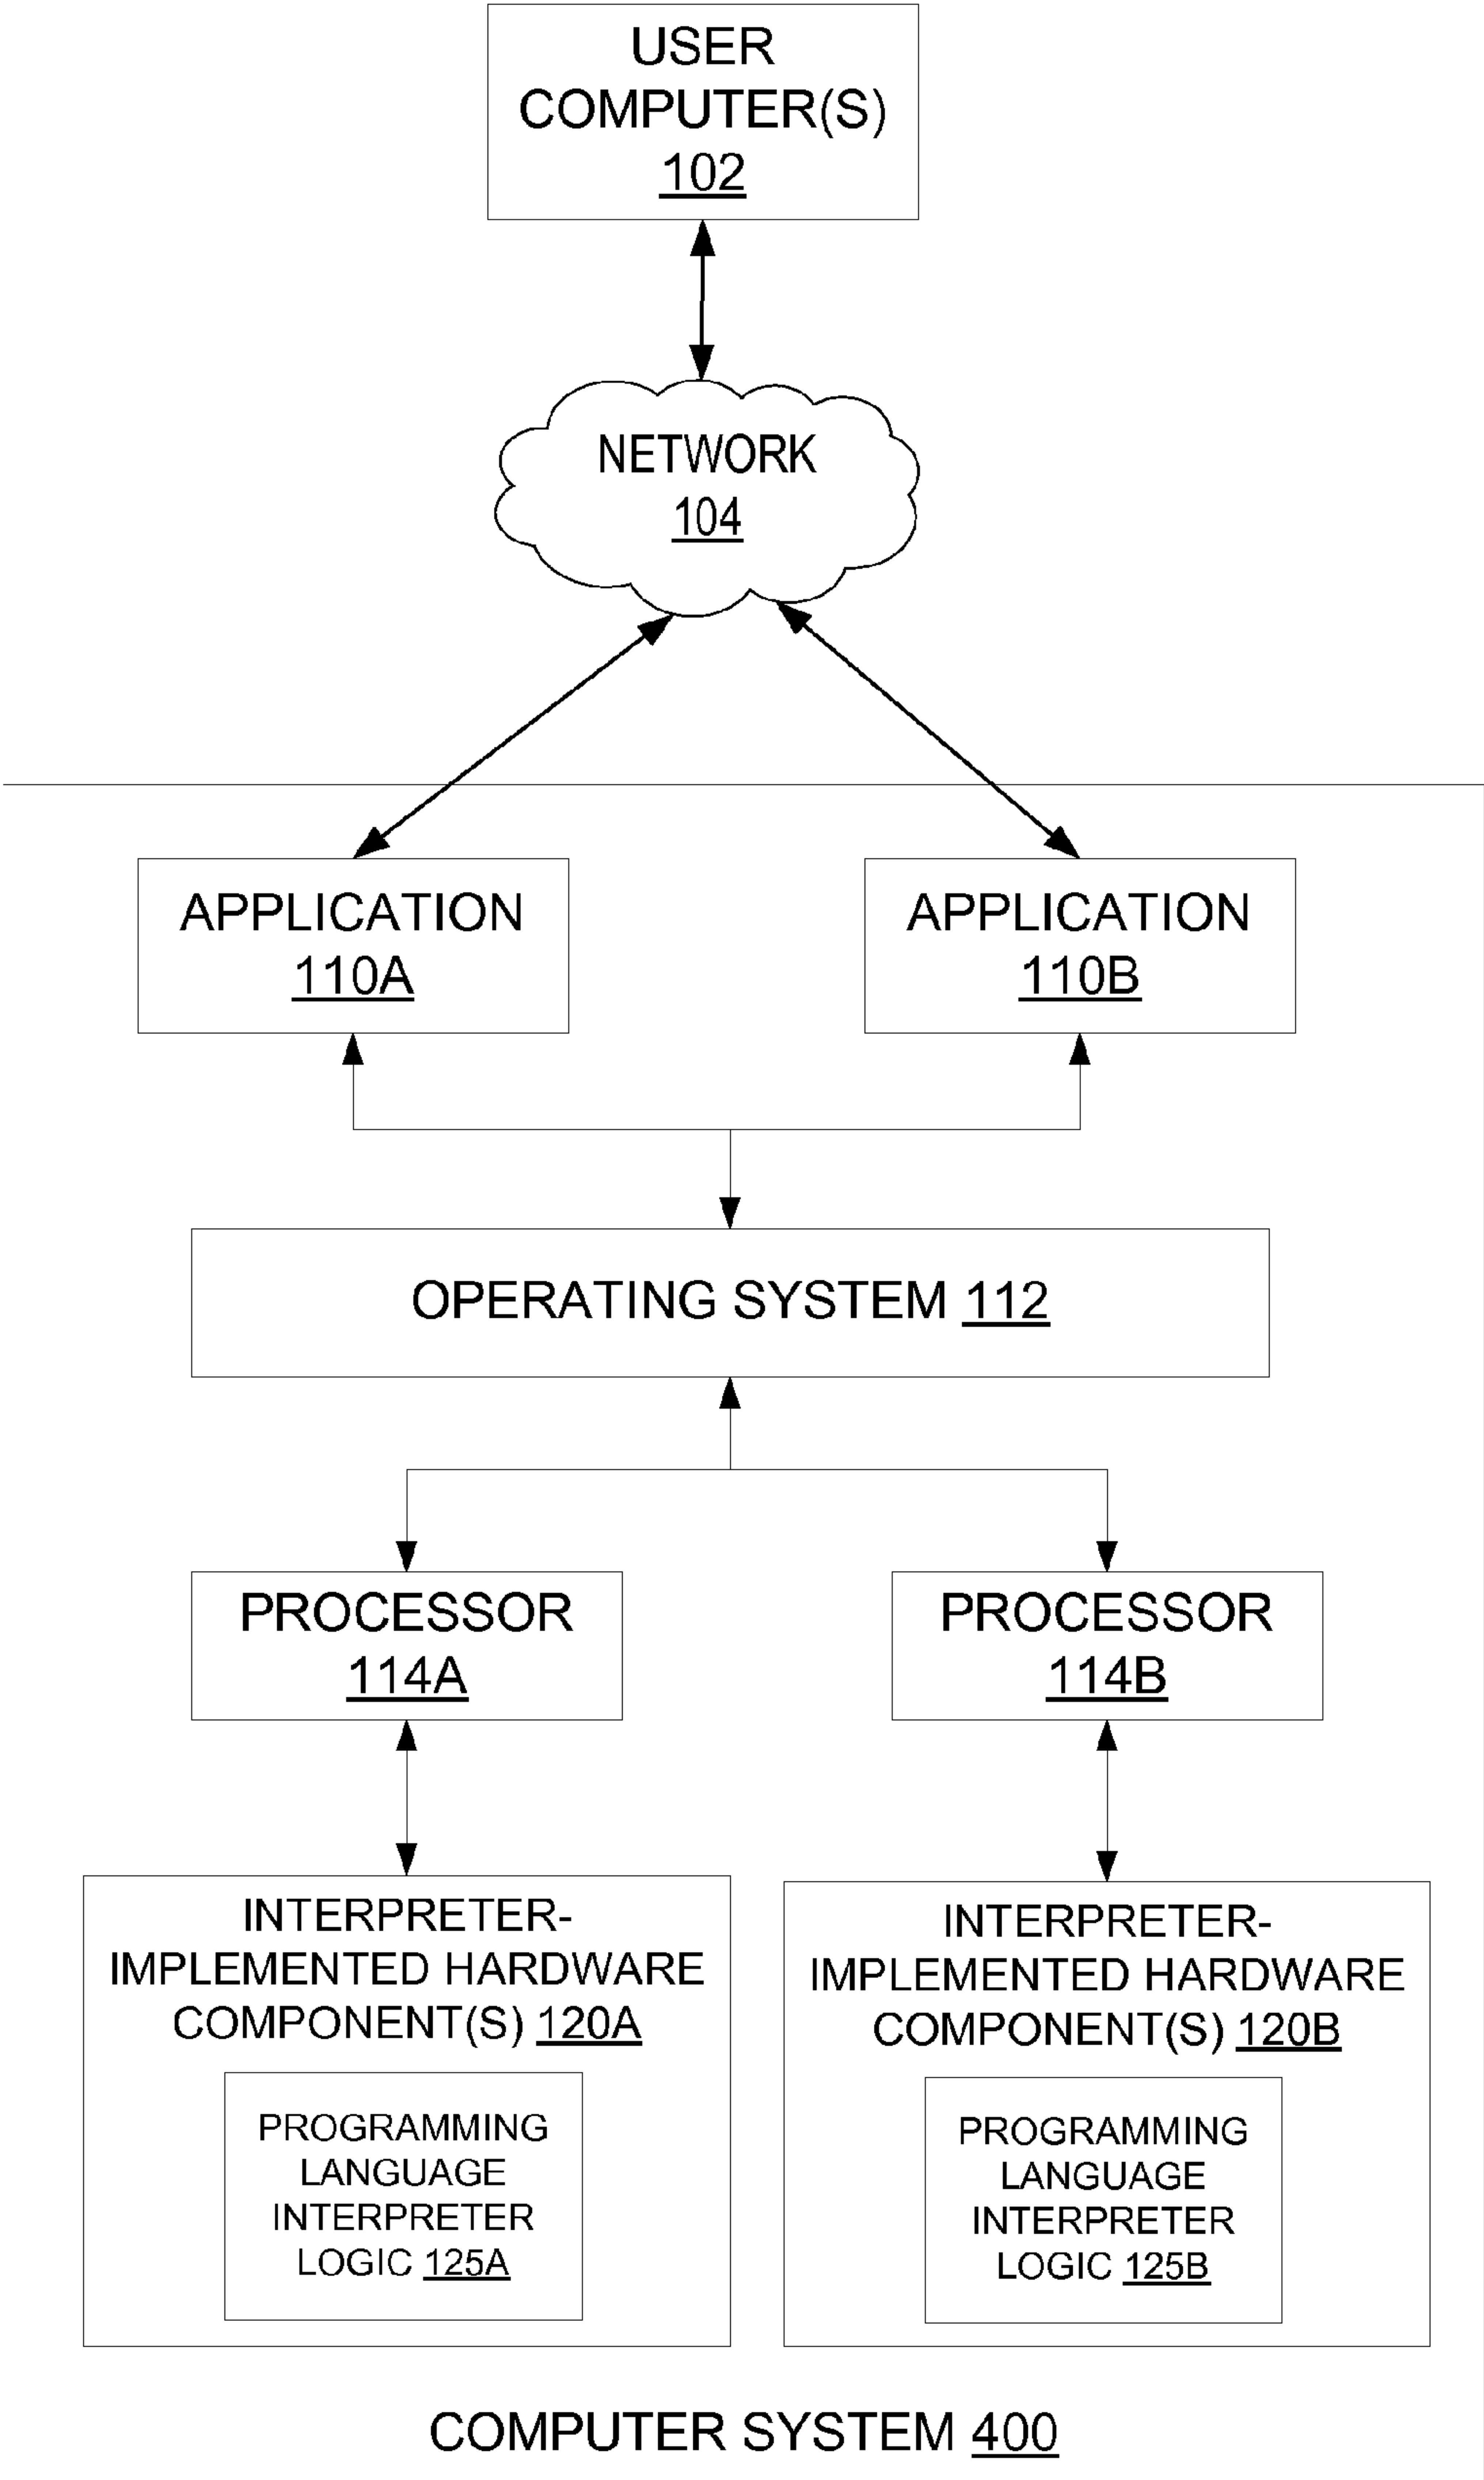 USER
COMPUTER(S)
102
NETWORK
104
APPLICATION
110A
APPLICATION
110B
OPERATING SYSTEM 112
PROCESSOR
114A
PROCESSOR
114B
INTERPRETER-
IMPLEMENTED HARDWARE
COMPONENT(S) 120A
PROGRAMMING
LANGUAGE
INTERPRETER
LOGIC 125A
INTERPRETER-
IMPLEMENTED HARDWARE
COMPONENT(S) 120B
PROGRAMMING
LANGUAGE
INTERPRETER
LOGIC 125B
COMPUTER SYSTEM 400